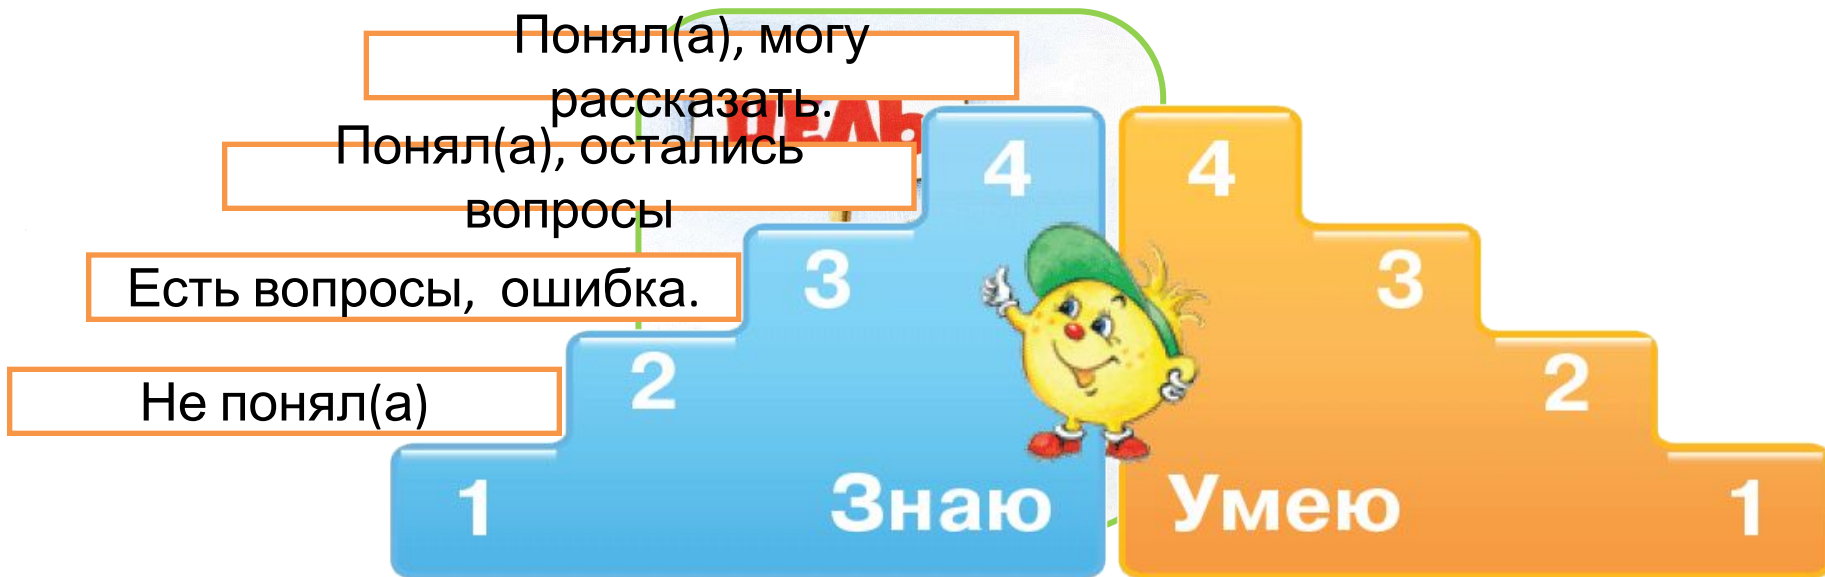 Понял(а), могу
рассказать.
ЦЕЛЬ
Понял(а), остались
вопросы
4
4
Есть вопросы, ошибка.
3
3
Не понял(а)
2
2
1
Знаю
Умею
1